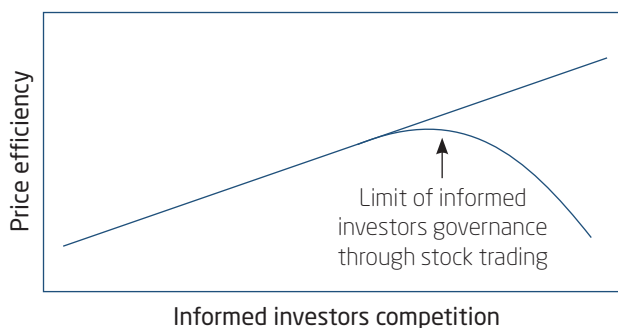 Price efficiency
Limit of informed
investors governance
through stock trading
Informed investors competition